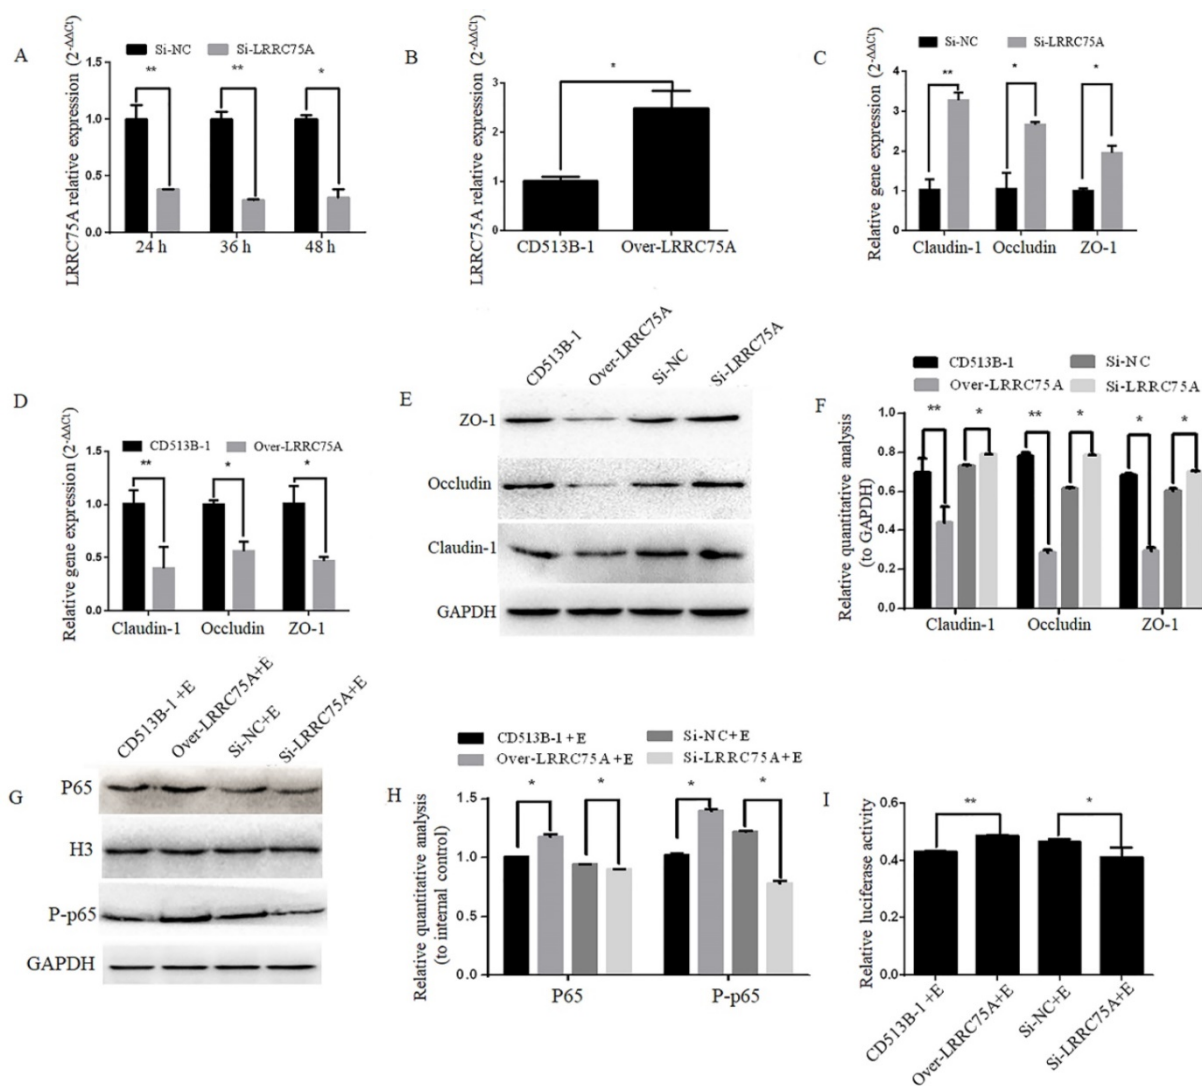 A
LRRC75A relative expression (2-ΔΔCt)
Si-NC Si-LRRC75A
1.5
1.0
0.5
0.0
** ** *
24 h 36 h 48 h
B
LRRC75A relative expression (2-ΔΔCt)
3
2
1
0
*
CD513B-1 Over-LRRC75A
C
Relative gene expression (2-ΔΔCt)
Si-NC Si-LRRC75A
4
3
2
1
0
** * *
Claudin-1 Occludin ZO-1
D
Relative gene expression (2-ΔΔCt)
CD513B-1 Over-LRRC75A
1.5
1.0
0.5
0.0
** * *
Claudin-1 Occludin ZO-1
E
CD513B-1 Over-LRRC75A Si-NC Si-LRRC75A
ZO-1
Occludin
Claudin-1
GAPDH
F
CD513B-1 Si-NC
Over-LRRC75A Si-LRRC75A
Relative quantitative analysis
(to GAPDH)
1.0
0.8
0.6
0.4
0.2
0.0
** * ** * * *
Claudin-1 Occludin ZO-1
G
CD513B-1 +E Over-LRRC75A+E Si-NC+E Si-LRRC75A+E
P65
H3
P-p65
GAPDH
H
CD513B-1 +E Si-NC+E
Over-LRRC75A+E Si-LRRC75A+E
Relative quantitative analysis
(to internal control)
1.5
1.0
0.5
0.0
* * * *
P65 P-p65
I
Relative luciferase activity
0.6
0.4
0.2
0.0
** *
CD513B-1 +E Over-LRRC75A+E Si-NC+E Si-LRRC75A+E